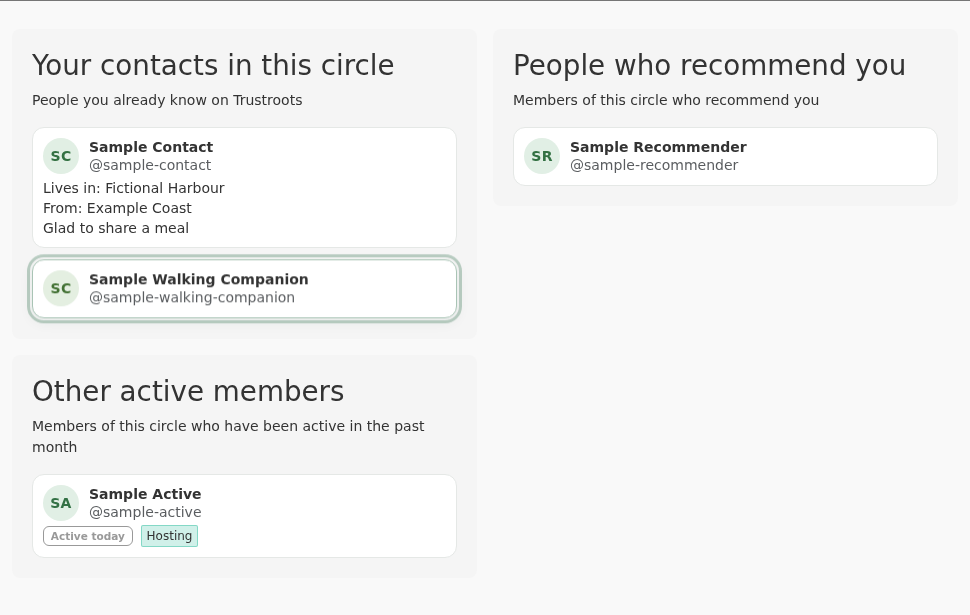 Your contacts in this circle
People you already know on Trustroots
SC
Sample Contact
@sample-contact
Lives in: Fictional Harbour
From: Example Coast
Glad to share a meal
SC
Sample Walking Companion
@sample-walking-companion
Other active members
Members of this circle who have been active in the past
month
SA
Sample Active
@sample-active
Active today
Hosting
People who recommend you
Members of this circle who recommend you
SR
Sample Recommender
@sample-recommender